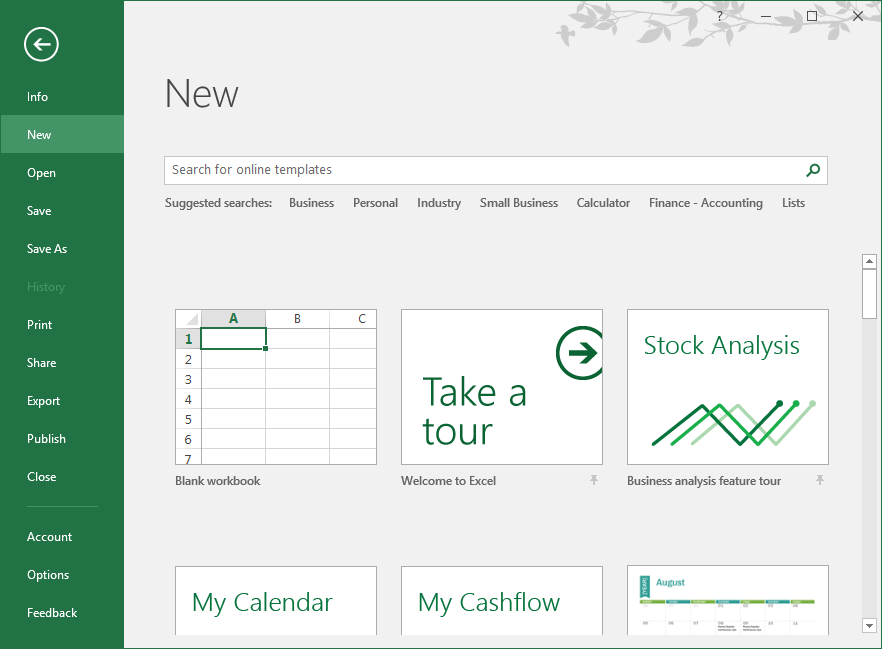 ?
Info
New
Open
Save
Save As
History
Print
Share
Export
Publish
Close
Account
Options
Feedback
New
Search for online templates
Suggested searches: Business Personal Industry Small Business Calculator Finance - Accounting Lists
A B C
1
2
3
4
5
6
7
Blank workbook
Take a
tour
Welcome to Excel
Stock Analysis
Business analysis feature tour
My Calendar
My Cashflow
August